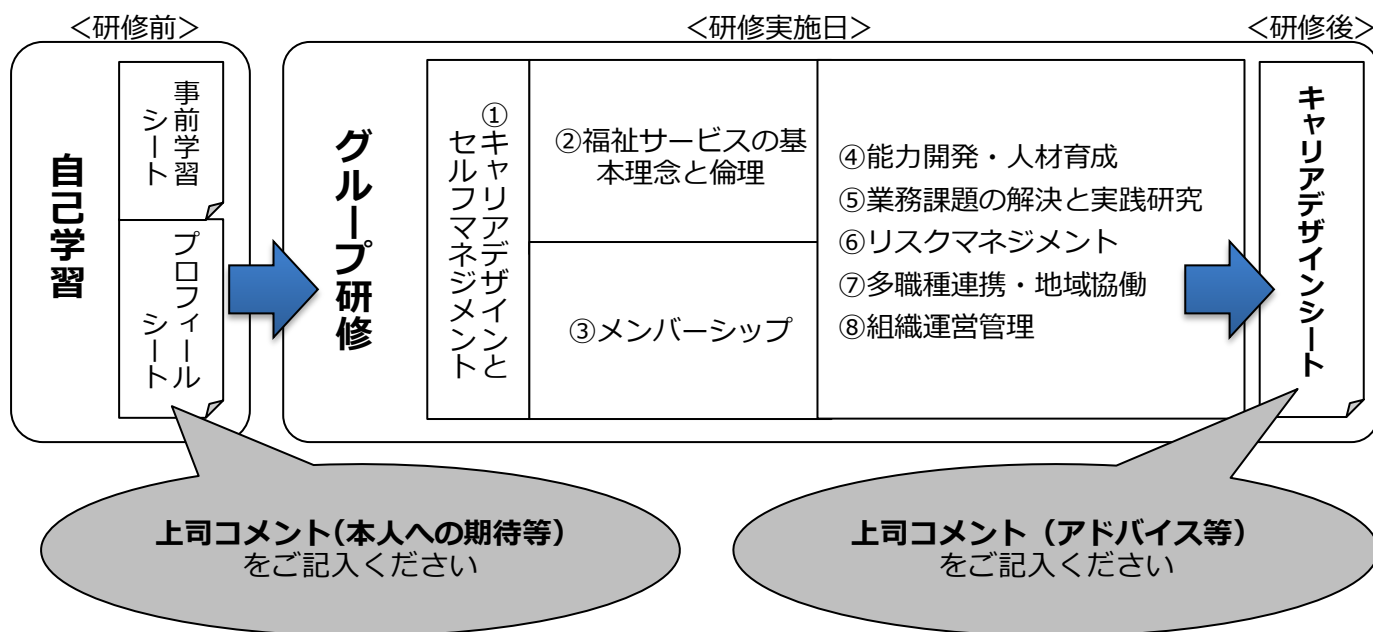 <研修前>
<研修実施日>
<研修後>
自己学習
事前学習
シート
プロフィール
シート
グループ研修
①キャリアデザインと
セルフマネジメント
②福祉サービスの基
本理念と倫理
③メンバーシップ
④能力開発・人材育成
⑤業務課題の解決と実践研究
⑥リスクマネジメント
⑦多職種連携・地域協働
⑧組織運営管理
キャリアデザインシート
上司コメント(本人への期待等)
をご記入ください
上司コメント（アドバイス等）
をご記入ください